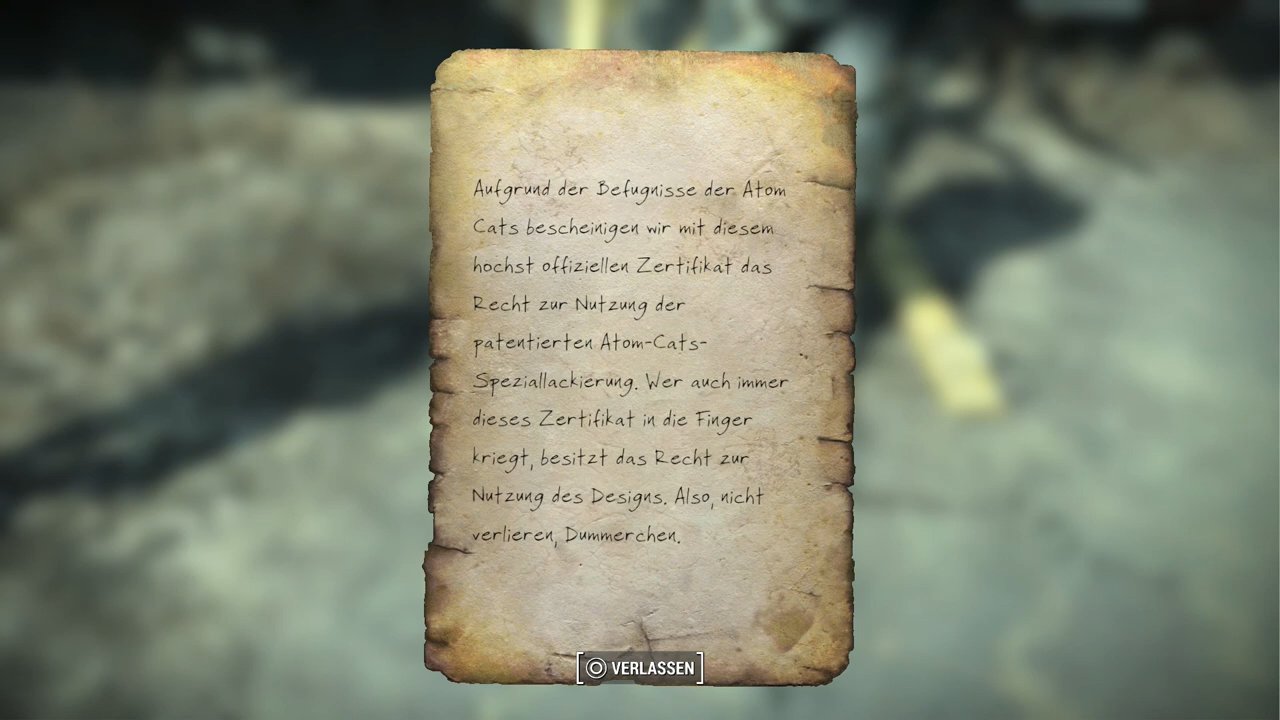 Aufgrund der Befugnisse der Atom
Cats bescheinigen wir mit diesem
hochst offiziellen Zertifikat das
Recht zur Nutzung der
patentierten Atom-Cats-
Speziallackierung. Wer auch immer
dieses Zertifikat in die Finger
kriegt, besitzt das Recht zur
Nutzung des Designs. Also, nicht
verlieren, Dummerchen.
[◯ VERLASSEN]